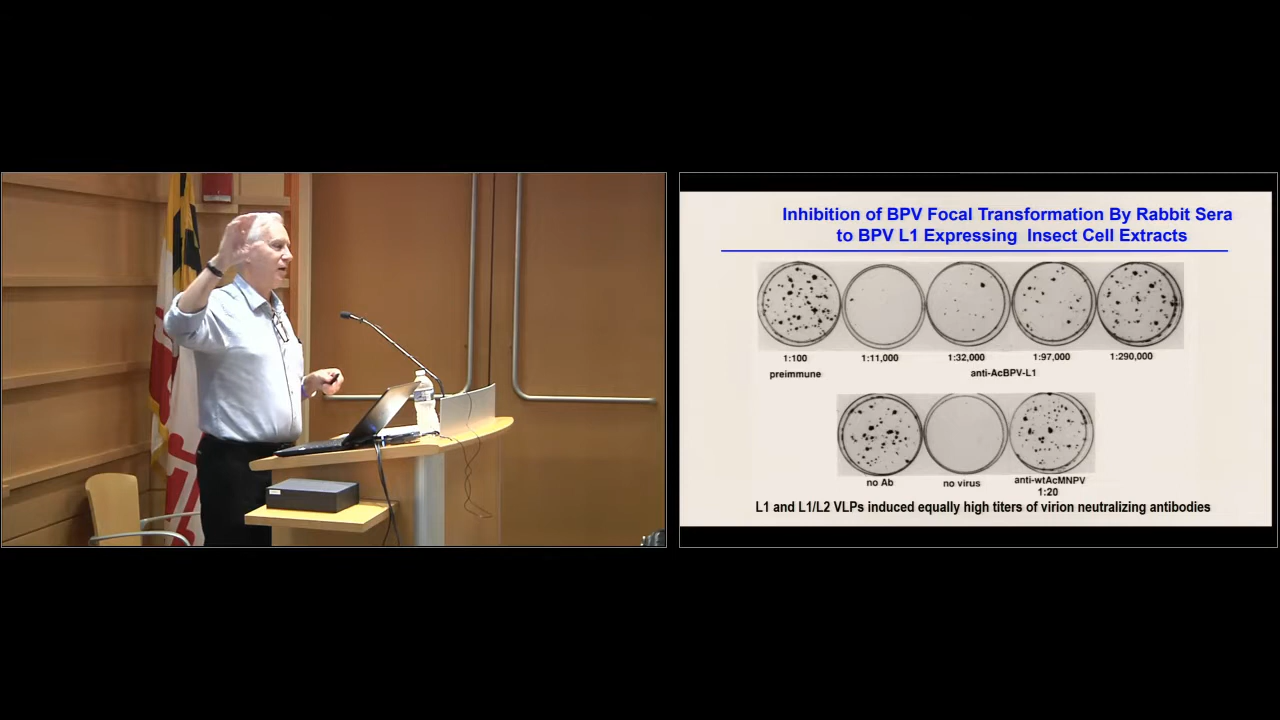 Inhibition of BPV Focal Transformation By Rabbit Sera
to BPV L1 Expressing Insect Cell Extracts
1:100 1:11,000 1:32,000 1:97,000 1:290,000
preimmune anti-AcBPV-L1
no Ab no virus anti-wtAcMNPV
1:20
L1 and L1/L2 VLPs induced equally high titers of virion neutralizing antibodies